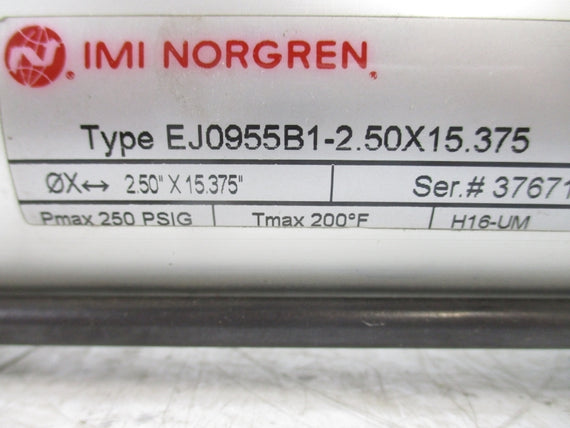 IMI NORGREN.
Type EJ0955B1-2.50X15.375
ØX↔ 2.50" X 15.375" Ser.# 37671
Pmax 250 PSIG Tmax 200°F H16-UM